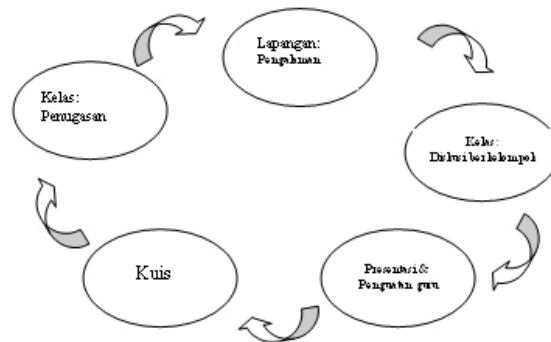 Lapangan:
Pengalaman
Kelas:
Penugasan
Kelas:
Diskusi berkelompok
Presentasi &
Penguatan guru
Kuis